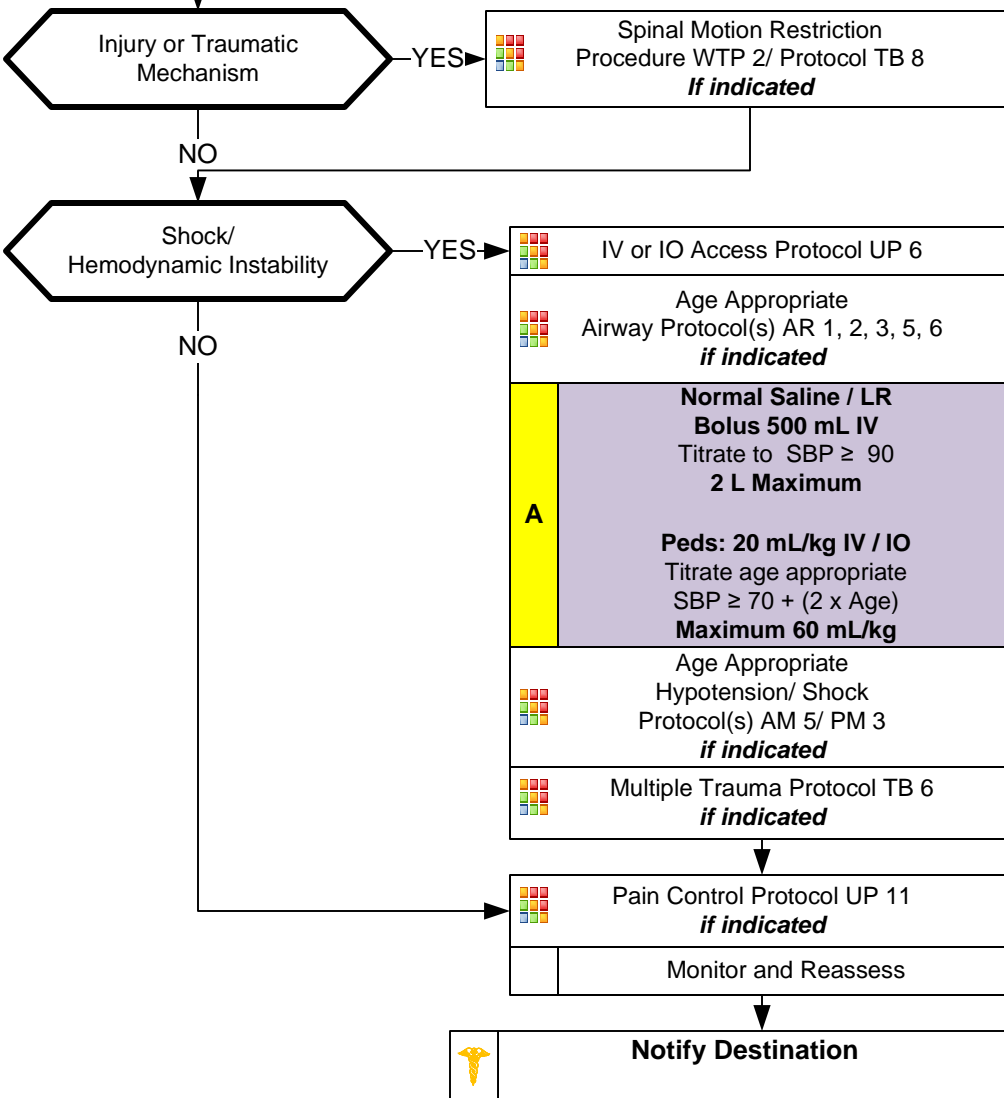 Injury or Traumatic
Mechanism
YES
Spinal Motion Restriction
Procedure WTP 2/ Protocol TB 8
If indicated
NO
Shock/
Hemodynamic Instability
YES
IV or IO Access Protocol UP 6
Age Appropriate
Airway Protocol(s) AR 1, 2, 3, 5, 6
if indicated
NO
A
Normal Saline / LR
Bolus 500 mL IV
Titrate to SBP ≥ 90
2 L Maximum
Peds: 20 mL/kg IV / IO
Titrate age appropriate
SBP ≥ 70 + (2 x Age)
Maximum 60 mL/kg
Age Appropriate
Hypotension/ Shock
Protocol(s) AM 5/ PM 3
if indicated
Multiple Trauma Protocol TB 6
if indicated
Pain Control Protocol UP 11
if indicated
Monitor and Reassess
Notify Destination